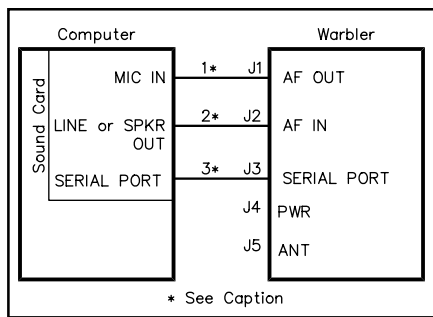 Computer
Warbler
Sound Card
MIC IN
1*
J1
AF OUT
LINE or SPKR
OUT
2*
J2
AF IN
SERIAL PORT
3*
J3
SERIAL PORT
J4
PWR
J5
ANT
* See Caption